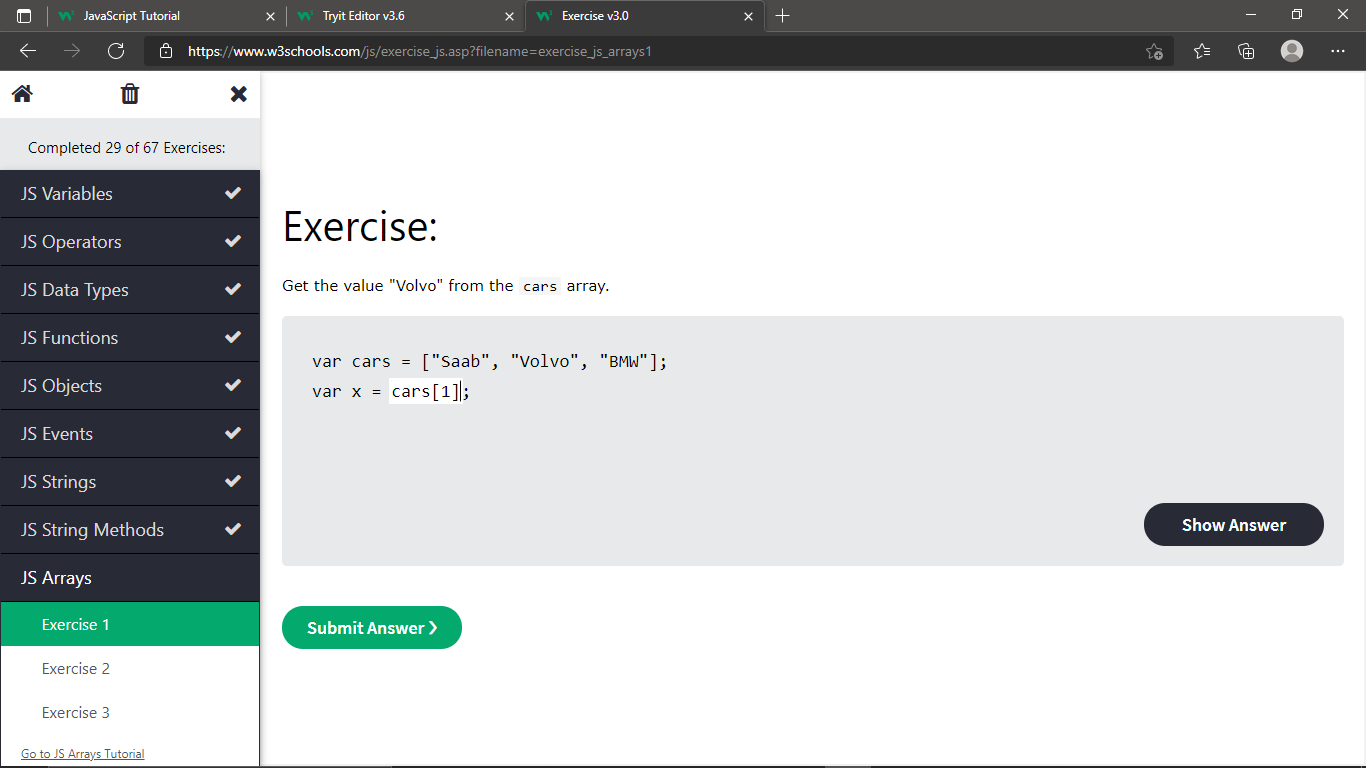 JavaScript Tutorial
Tryit Editor v3.6
Exercise v3.0
https://www.w3schools.com/js/exercise_js.asp?filename=exercise_js_arrays1
Completed 29 of 67 Exercises:
JS Variables
JS Operators
JS Data Types
JS Functions
JS Objects
JS Events
JS Strings
JS String Methods
JS Arrays
Exercise 1
Exercise 2
Exercise 3
Go to JS Arrays Tutorial
Exercise:
Get the value "Volvo" from the cars array.
var cars = ["Saab", "Volvo", "BMW"];
var x = cars[1];
Show Answer
Submit Answer ❯